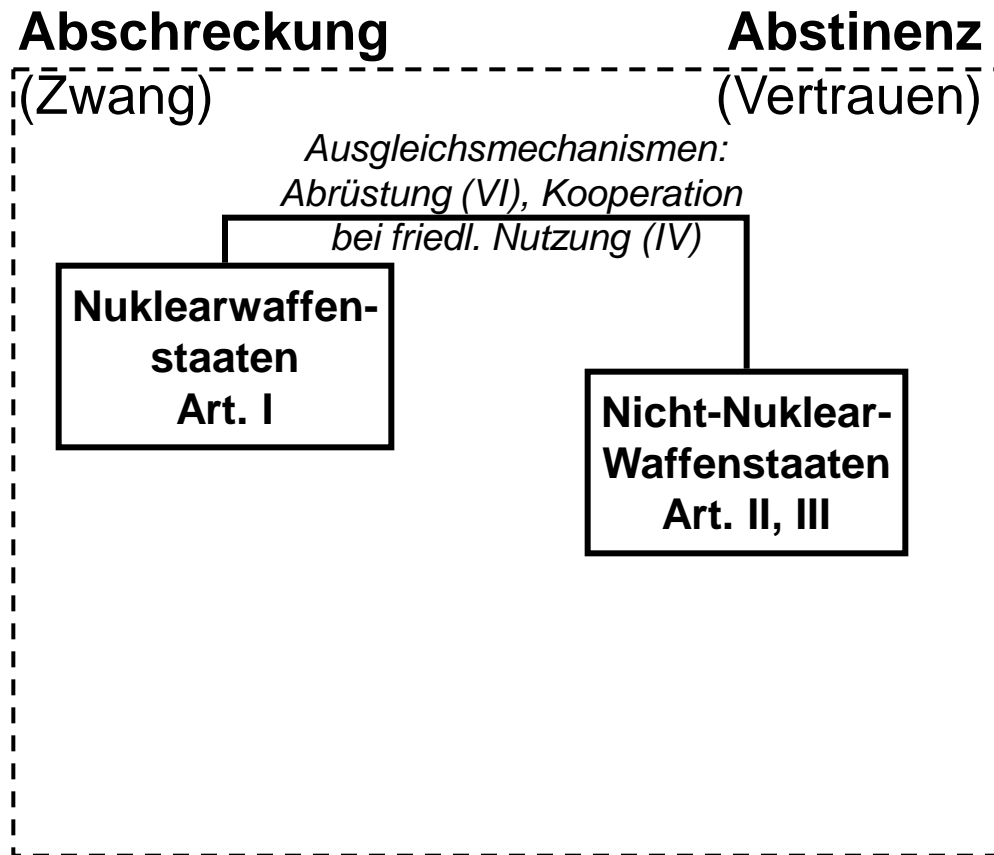 Abschreckung
Abstinenz
(Zwang)
(Vertrauen)
Ausgleichsmechanismen:
Abrüstung (VI), Kooperation
bei friedl. Nutzung (IV)
Nuklearwaffen-
staaten
Art. I
Nicht-Nuklear-
Waffenstaaten
Art. II, III